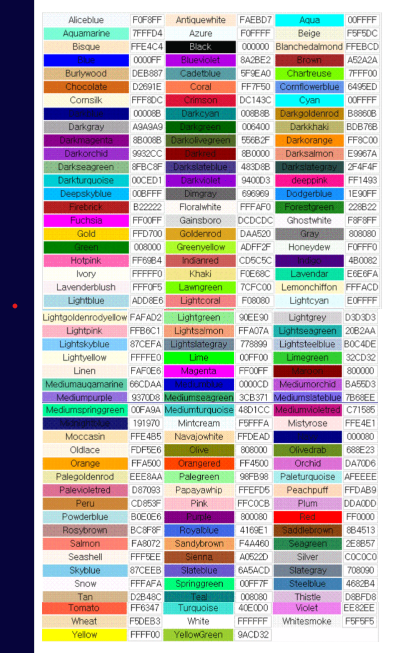 Aliceblue F0F8FF Antiquewhite FAEBD7 Aqua 00FFFF
Aquamarine 7FFFD4 Azure F0FFFF Beige F5F5DC
Bisque FFE4C4 Black 000000 Blanchedalmond FFEBCD
Blue 0000FF Blueviolet 8A2BE2 Brown A52A2A
Burlywood DEB887 Cadetblue 5F9EA0 Chartreuse 7FFF00
Chocolate D2691E Coral FF7F50 Cornflowerblue 6495ED
Cornsilk FFF8DC Crimson DC143C Cyan 00FFFF
00008B Darkcyan 008B8B Darkgoldenrod B8860B
Darkgray A9A9A9 Darkgreen 006400 Darkkhaki BDB76B
Darkmagenta 8B008B Darkolivegreen 556B2F Darkorange FF8C00
Darkorchid 9932CC Darkred 8B0000 Darksalmon E9967A
Darkseagreen 8FBC8F Darkslateblue 483D8B Darkslategray 2F4F4F
Darkturquoise 00CED1 Darkviolet 9400D3 deeppink FF1493
Deepskyblue 00BFFF Dimgray 696969 Dodgerblue 1E90FF
Firebrick B22222 Floralwhite FFFAF0 Forestgreen 228B22
Fuchsia FF00FF Gainsboro DCDCDC Ghostwhite F8F8FF
Gold FFD700 Goldenrod DAA520 Gray 808080
Green 008000 Greenyellow ADFF2F Honeydew F0FFF0
Hotpink FF69B4 Indianred CD5C5C Indigo 4B0082
Ivory FFFFF0 Khaki F0E68C Lavendar E6E6FA
Lavenderblush FFF0F5 Lawngreen 7CFC00 Lemonchiffon FFFACD
Lightblue ADD8E6 Lightcoral F08080 Lightcyan E0FFFF
Lightgoldenrodyellow FAFAD2 Lightgreen 90EE90 Lightgrey D3D3D3
Lightpink FFB6C1 Lightsalmon FFA07A Lightseagreen 20B2AA
Lightskyblue 87CEFA Lightslategray 778899 Lightsteelblue B0C4DE
Lightyellow FFFFE0 Lime 00FF00 Limegreen 32CD32
Linen FAF0E6 Magenta FF00FF Maroon 800000
Mediumauqamarine 66CDAA Mediumblue 0000CD Mediumorchid BA55D3
Mediumpurple 9370D8 Mediumseagreen 3CB371 Mediumslateblue 7B68EE
Mediumspringgreen 00FA9A Mediumturquoise 48D1CC Mediumvioletred C71585
Midnightblue 191970 Mintcream F5FFFA Mistyrose FFE4E1
Moccasin FFE4B5 Navajowhite FFDEAD 000080
Oldlace FDF5E6 Olive 808000 Olivedrab 688E23
Orange FFA500 Orangered FF4500 Orchid DA70D6
Palegoldenrod EEE8AA Palegreen 98FB98 Paleturquoise AFEEEE
Palevioletred D87093 Papayawhip FFEFD5 Peachpuff FFDAB9
Peru CD853F Pink FFC0CB Plum DDA0DD
Powderblue B0E0E6 Purple 800080 Red FF0000
Rosybrown BC8F8F Royalblue 4169E1 Saddlebrown 8B4513
Salmon FA8072 Sandybrown F4A460 Seagreen 2E8B57
Seashell FFF5EE Sienna A0522D Silver C0C0C0
Skyblue 87CEEB Slateblue 6A5ACD Slategray 708090
Snow FFFAFA Springgreen 00FF7F Steelblue 4682B4
Tan D2B48C Teal 008080 Thistle D8BFD8
Tomato FF6347 Turquoise 40E0D0 Violet EE82EE
Wheat F5DEB3 White FFFFFF Whitesmoke F5F5F5
Yellow FFFF00 YellowGreen 9ACD32